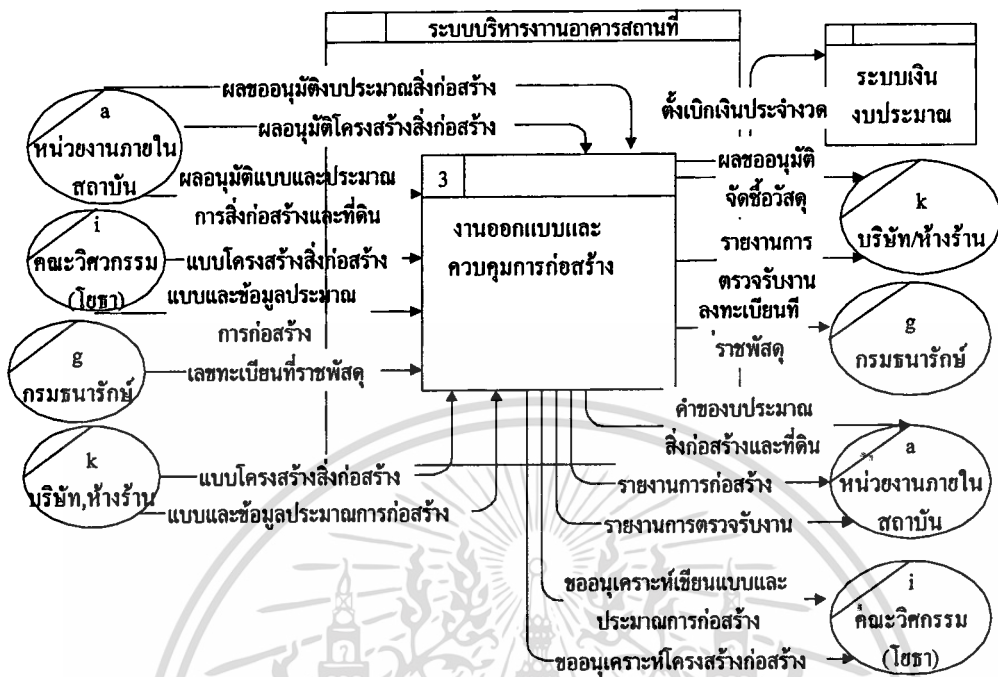 ระบบบริหารงานอาคารสถานที่
ผลขออนุมัติงบประมาณสิ่งก่อสร้าง
ผลอนุมัติโครงสร้างสิ่งก่อสร้าง
a
หน่วยงานภายใน
สถาบัน
ผลอนุมัติแบบและประมาณ
การสิ่งก่อสร้างและที่ดิน
i
คณะวิศวกรรม
(โยธา)
แบบโครงสร้างสิ่งก่อสร้าง
แบบและข้อมูลประมาณ
การก่อสร้าง
g
กรมธนารักษ์
เลขทะเบียนที่ราชพัสดุ
k
บริษัท,ห้างร้าน
แบบโครงสร้างสิ่งก่อสร้าง
แบบและข้อมูลประมาณการก่อสร้าง
3
งานออกแบบและ
ควบคุมการก่อสร้าง
ตั้งเบิกเงินประจำงวด
ระบบเงิน
งบประมาณ
ผลขออนุมัติ
จัดซื้อวัสดุ
รายงานการ
ตรวจรับงาน
k
บริษัท/ห้างร้าน
ลงทะเบียนที
ราชพัสดุ
g
กรมธนารักษ์
คำของบประมาณ
สิ่งก่อสร้างและที่ดิน
รายงานการก่อสร้าง
รายงานการตรวจรับงาน
a
หน่วยงานภายใน
สถาบัน
ขออนุเคราะห์เขียนแบบและ
ประมาณการก่อสร้าง
ขออนุเคราะห์โครงสร้างก่อสร้าง
i
คณะวิศกรรม
(โยธา)